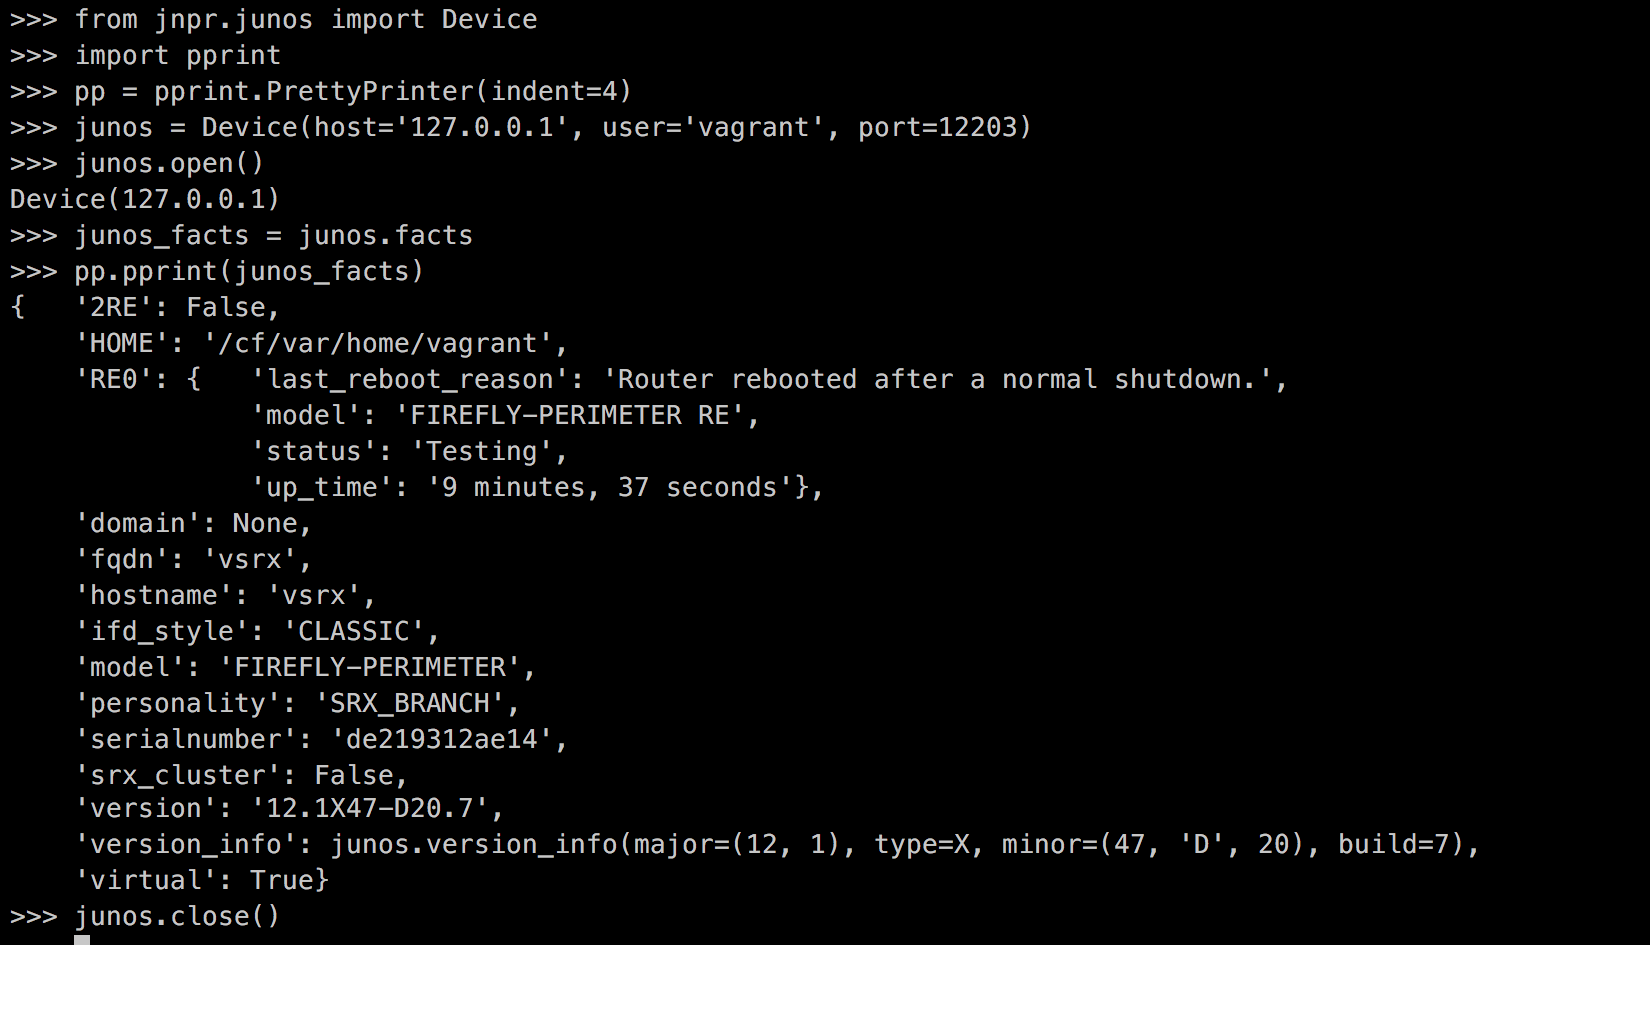 >>> from jnpr.junos import Device
>>> import pprint
>>> pp = pprint.PrettyPrinter(indent=4)
>>> junos = Device(host='127.0.0.1', user='vagrant', port=12203)
>>> junos.open()
Device(127.0.0.1)
>>> junos_facts = junos.facts
>>> pp.pprint(junos_facts)
{   '2RE': False,
    'HOME': '/cf/var/home/vagrant',
    'RE0': {   'last_reboot_reason': 'Router rebooted after a normal shutdown.',
               'model': 'FIREFLY-PERIMETER RE',
               'status': 'Testing',
               'up_time': '9 minutes, 37 seconds'},
    'domain': None,
    'fqdn': 'vsrx',
    'hostname': 'vsrx',
    'ifd_style': 'CLASSIC',
    'model': 'FIREFLY-PERIMETER',
    'personality': 'SRX_BRANCH',
    'serialnumber': 'de219312ae14',
    'srx_cluster': False,
    'version': '12.1X47-D20.7',
    'version_info': junos.version_info(major=(12, 1), type=X, minor=(47, 'D', 20), build=7),
    'virtual': True}
>>> junos.close()